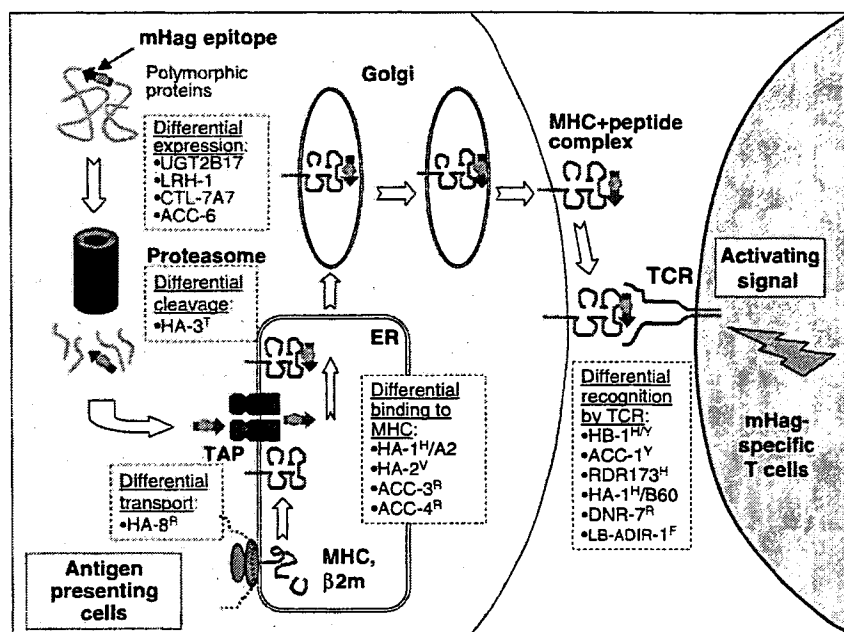 mHag epitope
Polymorphic
proteins
Differential
expression:
•UGT2B17
•LRH-1
•CTL-7A7
•ACC-6
Golgi
MHC+peptide
complex
Proteasome
Differential
cleavage:
•HA-3ᵀ
ER
TAP
Differential
transport:
•HA-8ᴿ
Differential
binding to
MHC:
•HA-1ᴴ/A2
•HA-2ⱽ
•ACC-3ᴿ
•ACC-4ᴿ
MHC,
β2m
Antigen
presenting
cells
TCR
Differential
recognition
by TCR:
•HB-1ᴴ/ʸ
•ACC-1ʸ
•RDR173ᴴ
•HA-1ᴴ/B60
•DNR-7ᴿ
•LB-ADIR-1ꟳ
Activating
signal
mHag-
specific
T cells